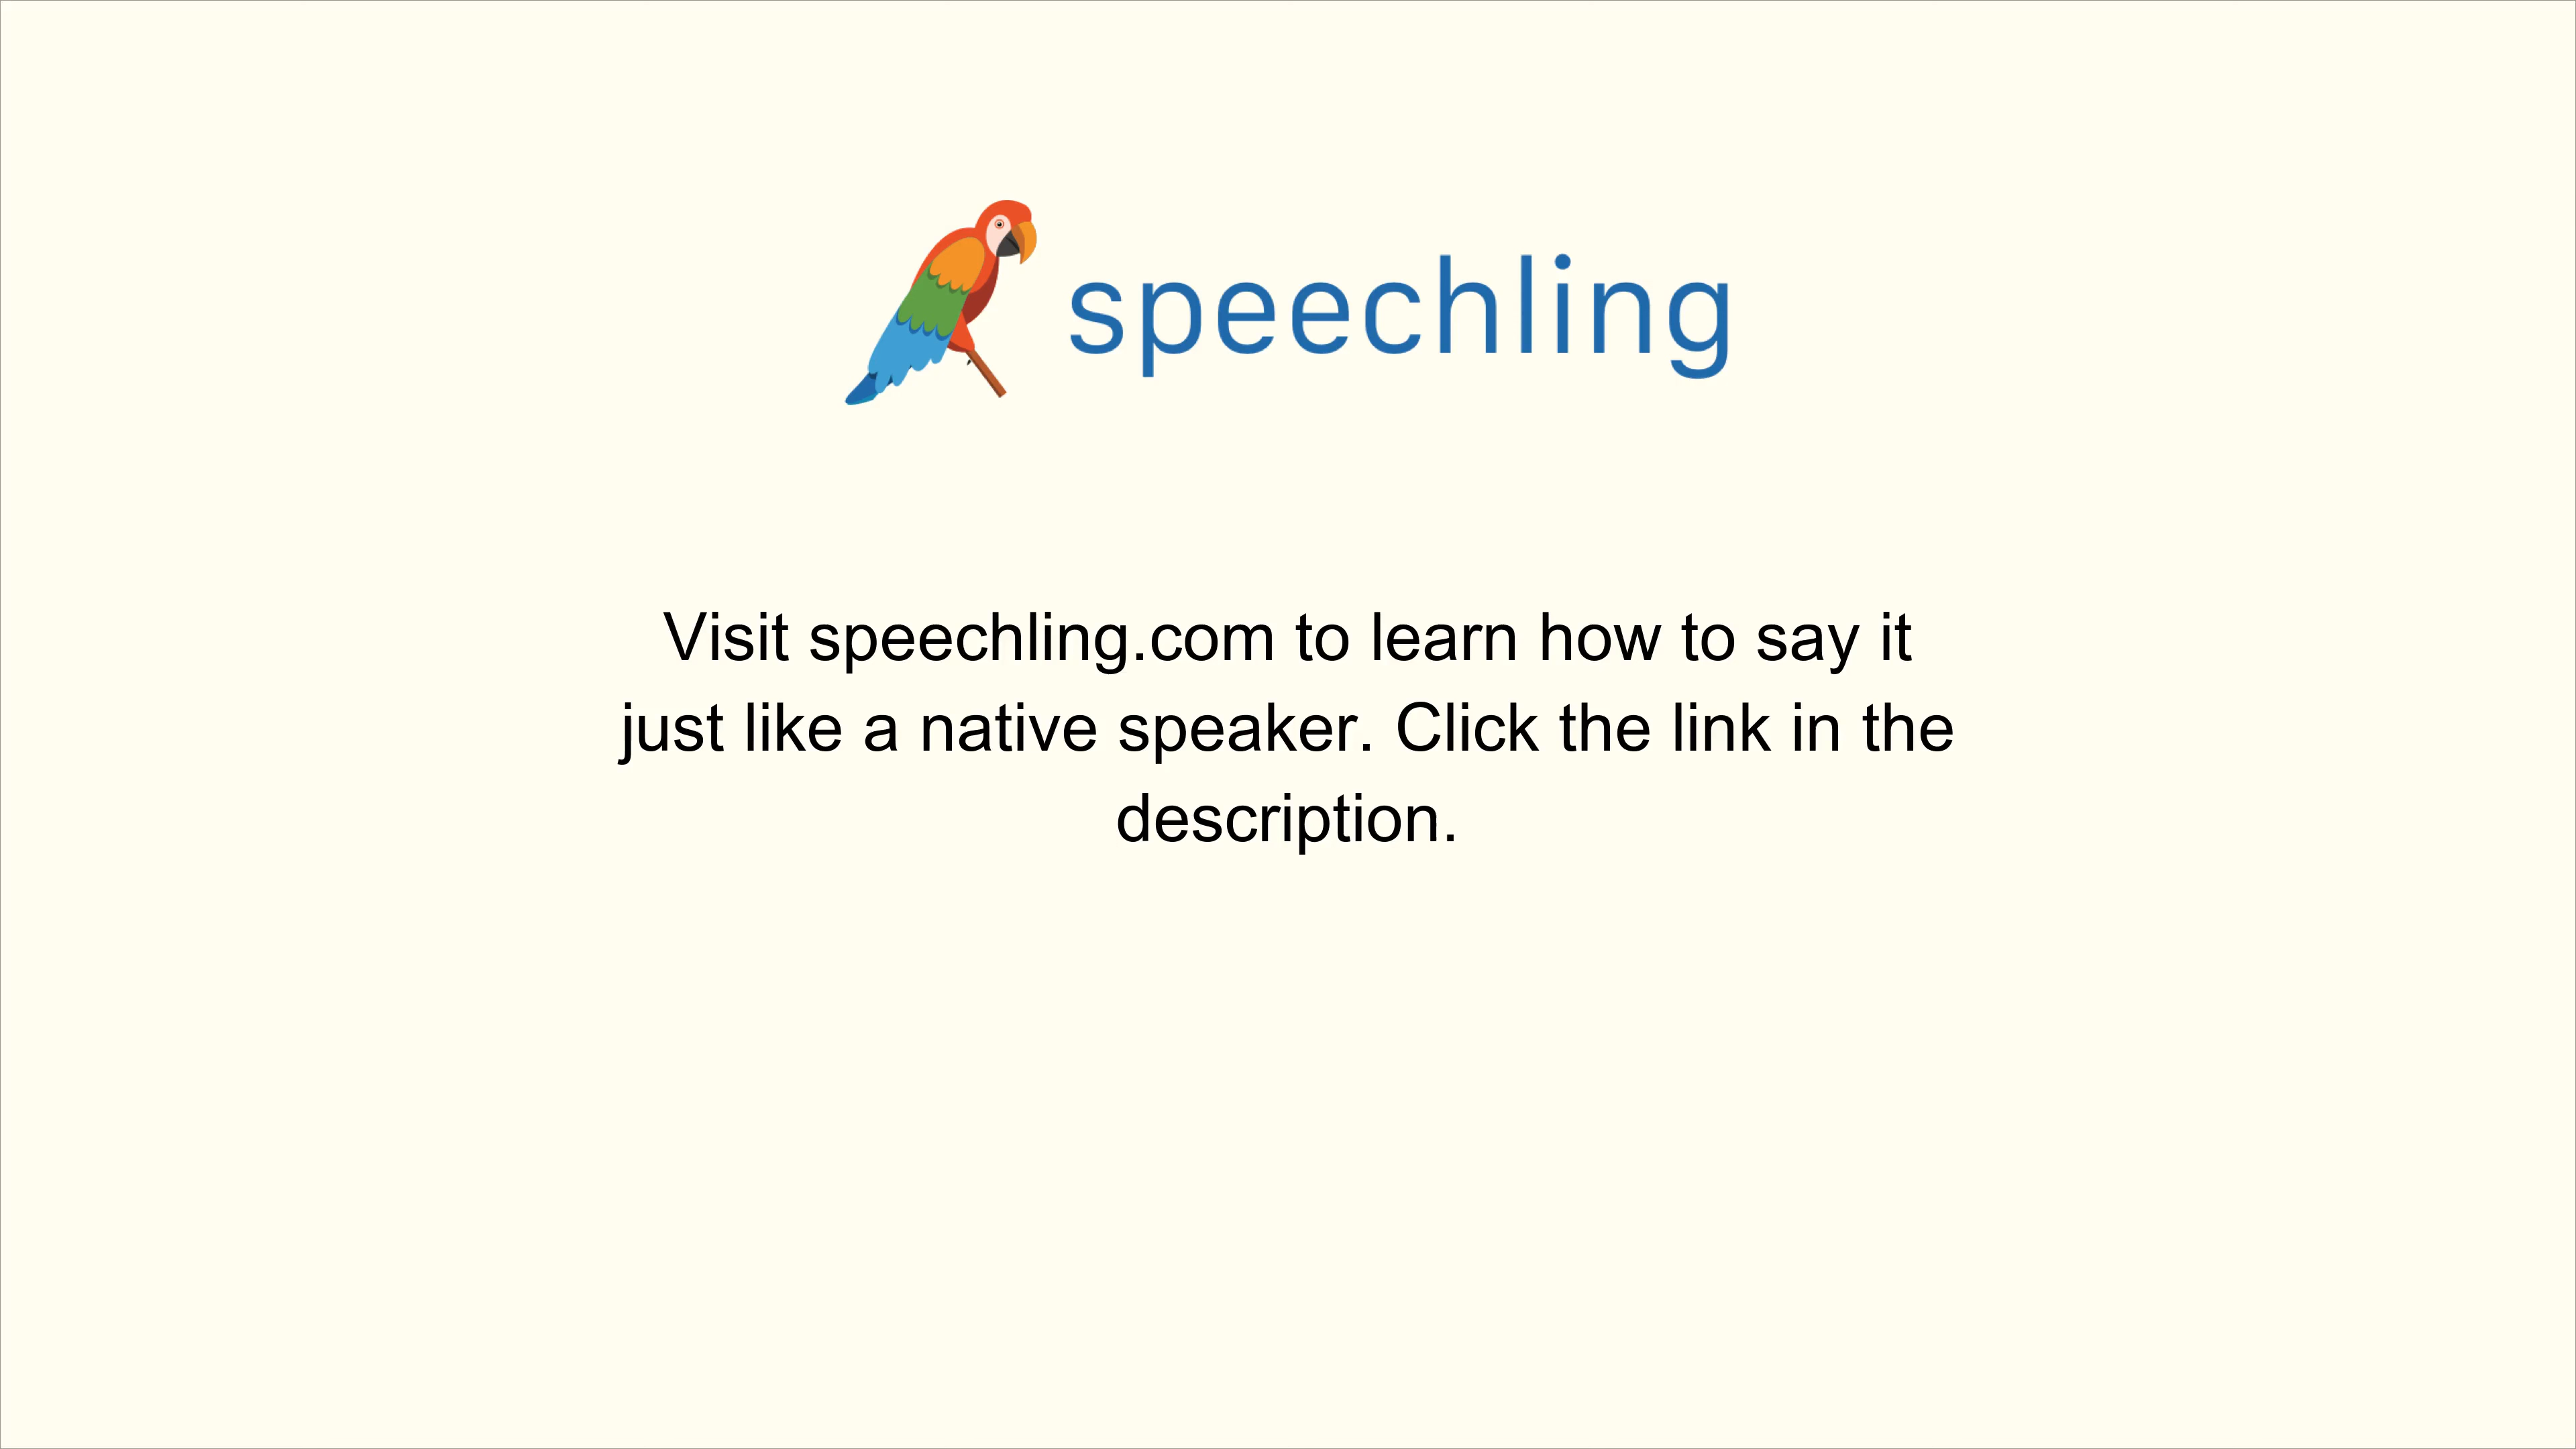 speechling
Visit speechling.com to learn how to say it
just like a native speaker. Click the link in the
description.